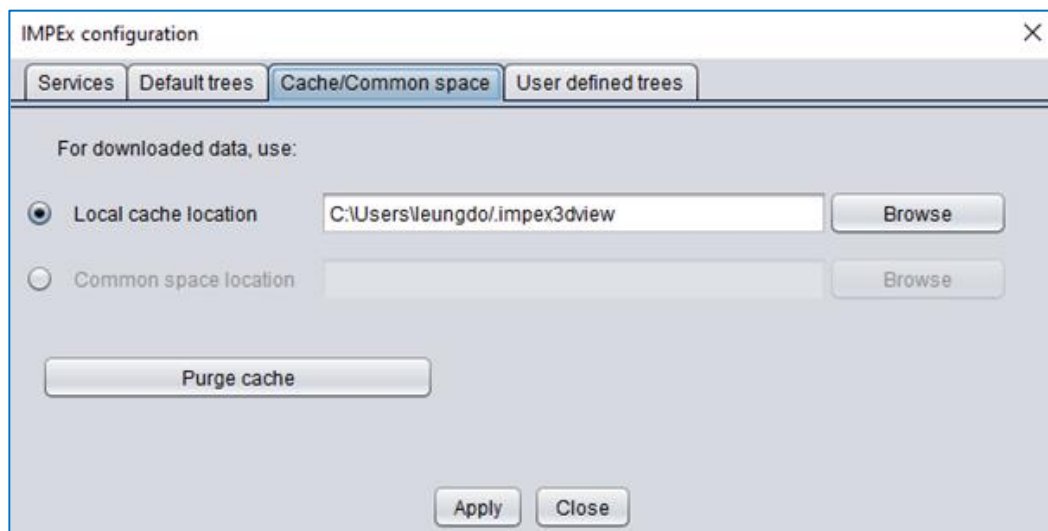 IMPEx configuration
Services Default trees Cache/Common space User defined trees
For downloaded data, use:
Local cache location C:\Users\leungdo/.impex3dview Browse
Common space location Browse
Purge cache
Apply Close